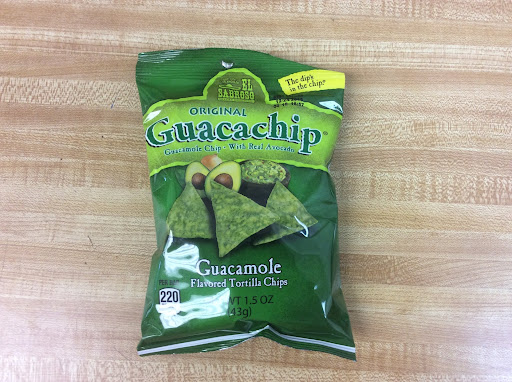 The dip's
in the chip!
EL
SABROSO
ORIGINAL
Guacachip®
Guacamole Chip - With Real Avocado
Guacamole
Flavored Tortilla Chips
220
WT 1.5 OZ
(43g)